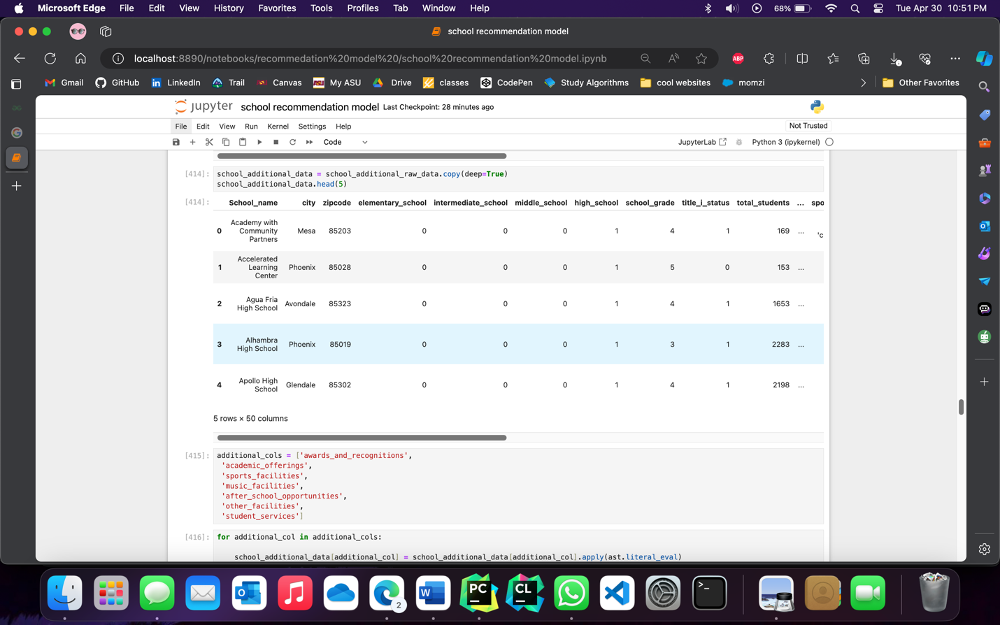 Microsoft Edge File Edit View History Favorites Tools Profiles Tab Window Help 68% Tue Apr 30 10:51 PM
school recommendation model
localhost:8890/notebooks/recommedation%20model%20/school%20recommendation%20model.ipynb ABP
Gmail GitHub LinkedIn Trail Canvas My ASU Drive classes CodePen Study Algorithms cool websites momzi Other Favorites
jupyter school recommendation model Last Checkpoint: 28 minutes ago
File Edit View Run Kernel Settings Help Not Trusted
Code JupyterLab Python 3 (ipykernel)
[414]: school_additional_data = school_additional_raw_data.copy(deep=True)
school_additional_data.head(5)
[414]: School_name city zipcode elementary_school intermediate_school middle_school high_school school_grade title_i_status total_students ... spo
0 Academy with Community Partners Mesa 85203 0 0 0 1 4 1 169 ... 'c
1 Accelerated Learning Center Phoenix 85028 0 0 0 1 5 0 153 ...
2 Agua Fria High School Avondale 85323 0 0 0 1 4 1 1653 ...
3 Alhambra High School Phoenix 85019 0 0 0 1 3 1 2283 ...
4 Apollo High School Glendale 85302 0 0 0 1 4 1 2198 ...
5 rows × 50 columns
[415]: additional_cols = ['awards_and_recognitions',
'academic_offerings',
'sports_facilities',
'music_facilities',
'after_school_opportunities',
'other_facilities',
'student_services']
[416]: for additional_col in additional_cols:
school_additional_data[additional_col] = school_additional_data[additional_col].apply(ast.literal_eval)
PC CL W 2